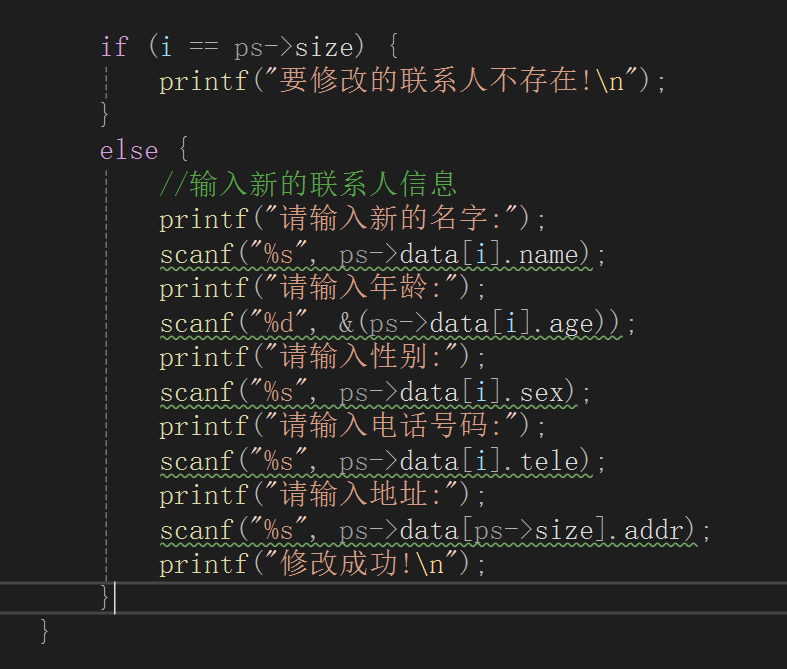 if (i == ps->size) {
printf("要修改的联系人不存在!\n");
}
else {
//输入新的联系人信息
printf("请输入新的名字:");
scanf("%s", ps->data[i].name);
printf("请输入年龄:");
scanf("%d", &(ps->data[i].age));
printf("请输入性别:");
scanf("%s", ps->data[i].sex);
printf("请输入电话号码:");
scanf("%s", ps->data[i].tele);
printf("请输入地址:");
scanf("%s", ps->data[ps->size].addr);
printf("修改成功!\n");
}
}